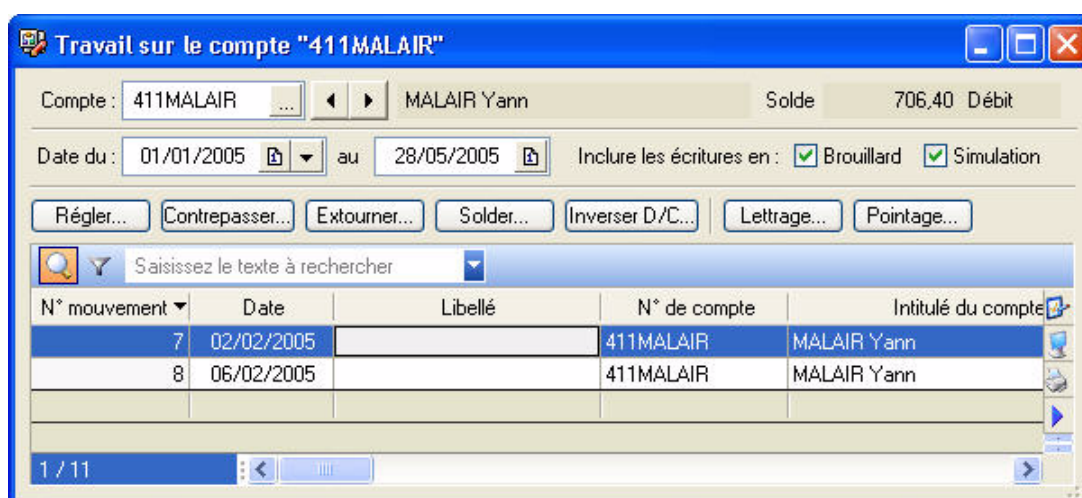 Travail sur le compte "411MALAIR"
Compte : 411MALAIR ... MALAIR Yann Solde 706,40 Débit
Date du : 01/01/2005 au 28/05/2005 Inclure les écritures en : Brouillard Simulation
Régler... Contrepasser... Extourner... Solder... Inverser D/C... Lettrage... Pointage...
Saisissez le texte à rechercher
N° mouvement Date Libellé N° de compte Intitulé du compte
7 02/02/2005 411MALAIR MALAIR Yann
8 06/02/2005 411MALAIR MALAIR Yann
1 / 11